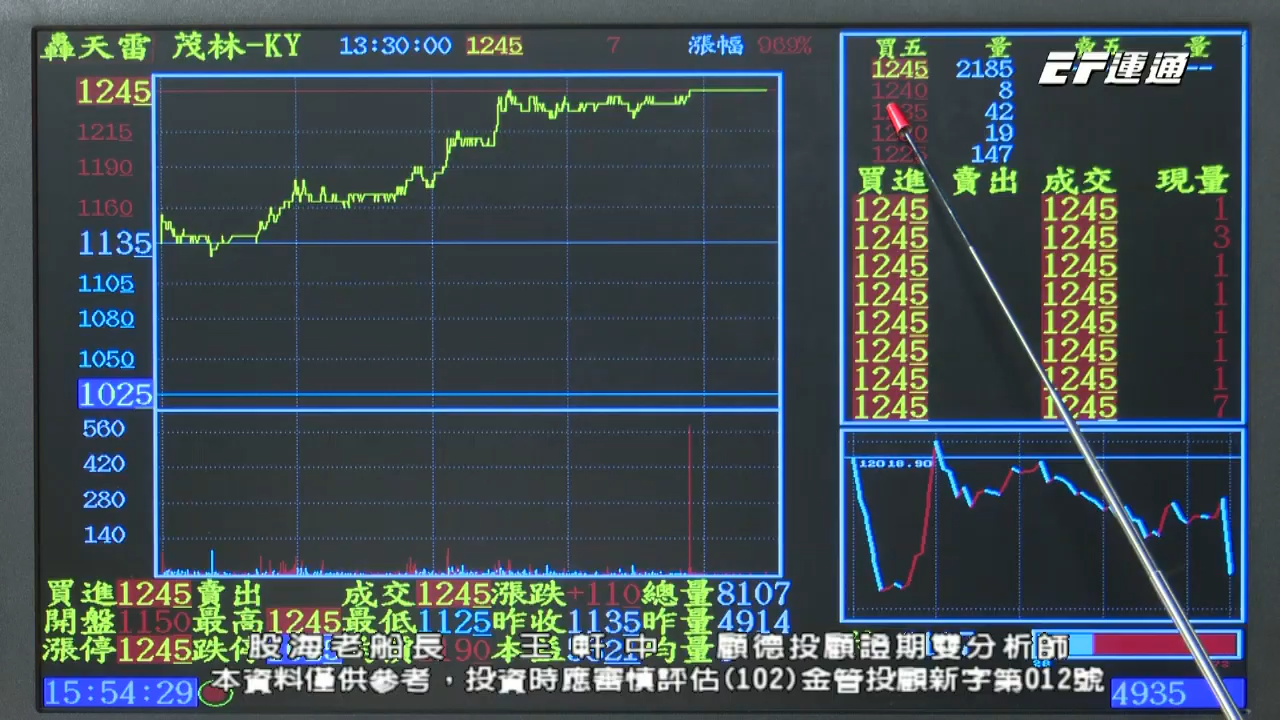 轟天雷 茂林-KY 13:30:00 1245 7 漲幅 969%
買五 量 賣五 量
1245 2185 --
1240 8
1235 42
1230 19
1225 147
EF運通
1245
1215
1190
1160
1135
1105
1080
1050
1025
560
420
280
140
買進 賣出 成交 現量
1245 1245 1
1245 1245 3
1245 1245 1
1245 1245 1
1245 1245 1
1245 1245 1
1245 1245 1
1245 1245 7
12018.90
買進1245賣出 成交1245漲跌+110總量8107
開盤1150最高1245最低1125昨收1135昨量4914
漲停1245跌停
股海老船長 王軒中 顧德投顧證期雙分析師
本資料僅供參考，投資時應審慎評估(102)金管投顧新字第012號
15:54:29
4935